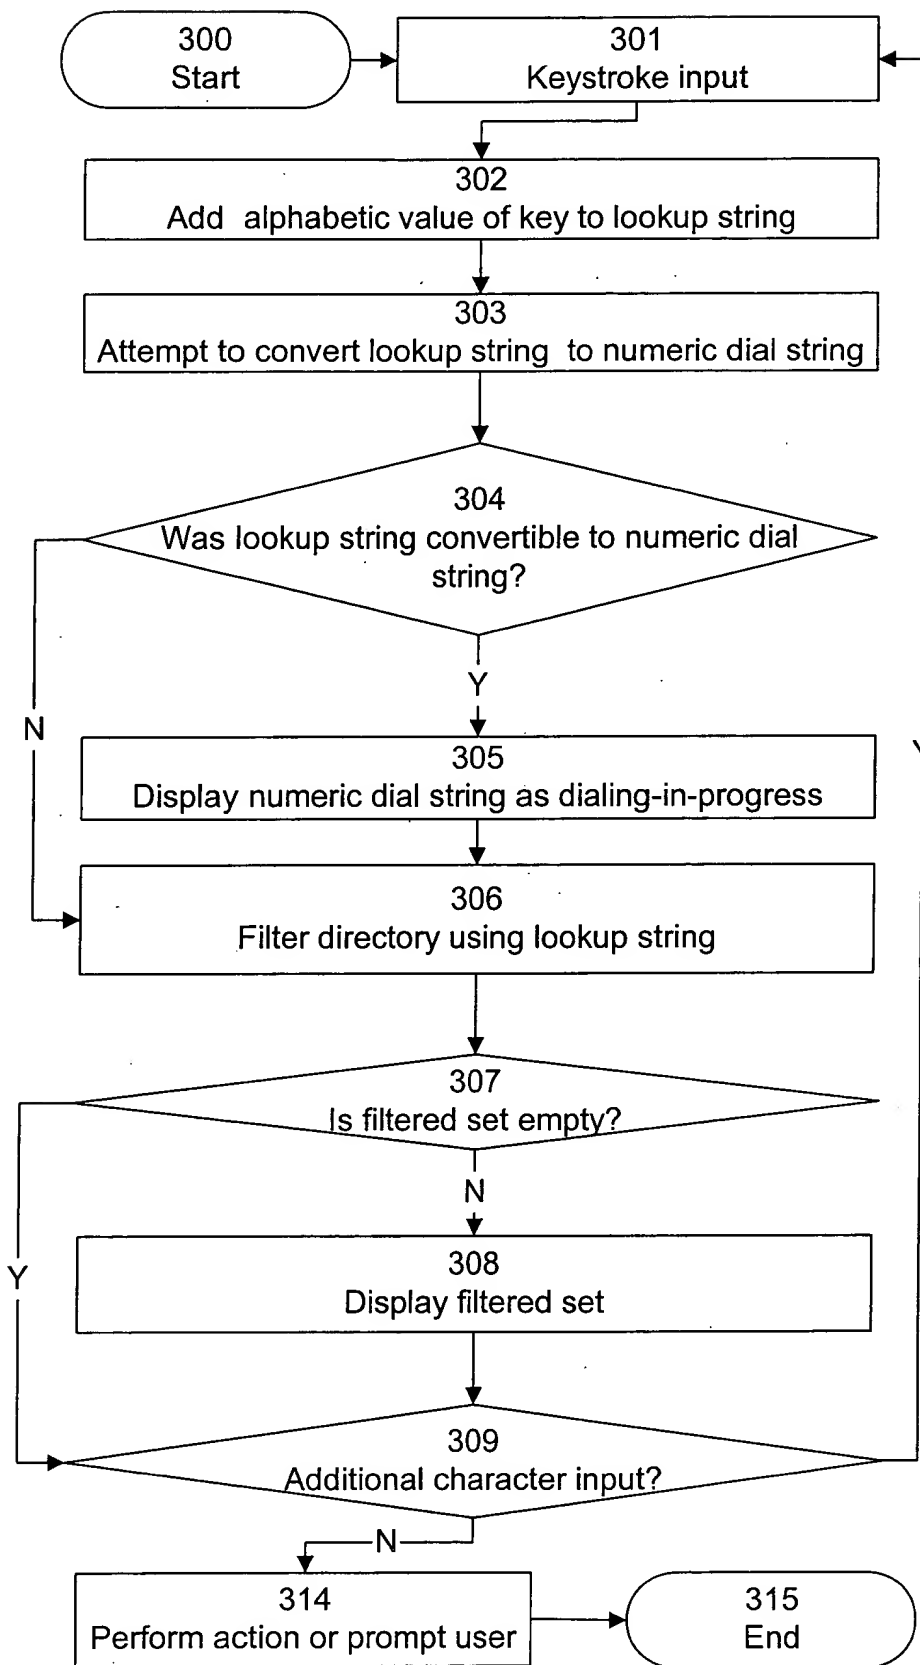 300
Start
301
Keystroke input
302
Add alphabetic value of key to lookup string
303
Attempt to convert lookup string to numeric dial string
304
Was lookup string convertible to numeric dial
string?
Y
N
305
Display numeric dial string as dialing-in-progress
Y
306
Filter directory using lookup string
307
Is filtered set empty?
N
Y
308
Display filtered set
309
Additional character input?
N
314
Perform action or prompt user
315
End